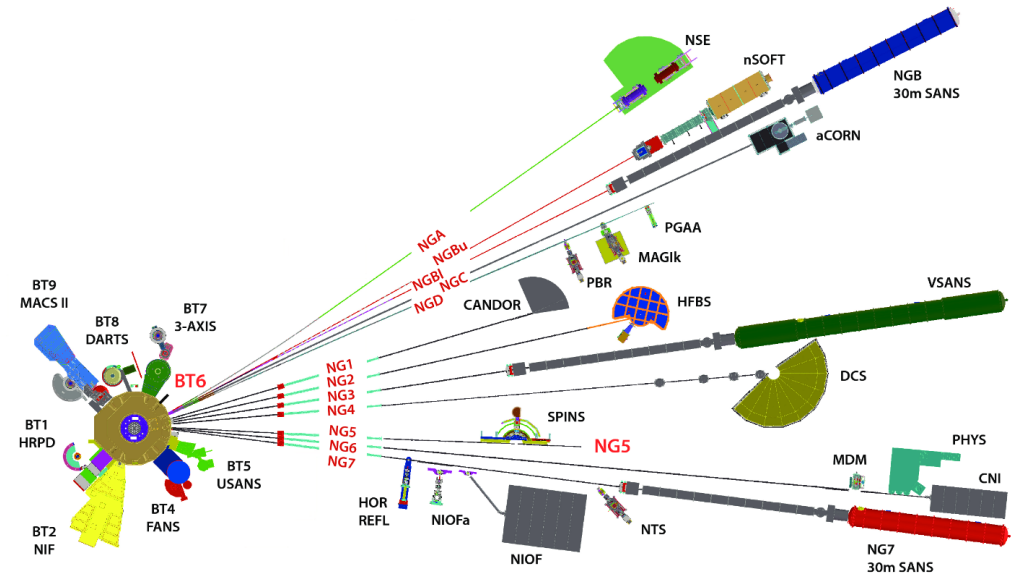 NSE
nSOFT
NGB
30m SANS
aCORN
NGA
NGBu
NGBl
NGC
NGD
PGAA
MAGIk
PBR
CANDOR
HFBS
VSANS
BT9
MACS II
BT8
DARTS
BT7
3-AXIS
BT6
NG1
NG2
NG3
NG4
DCS
BT1
HRPD
NG5
NG6
NG7
SPINS
NG5
PHYS
MDM
CNI
BT5
USANS
BT4
FANS
HOR
REFL
NIOFa
BT2
NIF
NIOF
NTS
NG7
30m SANS